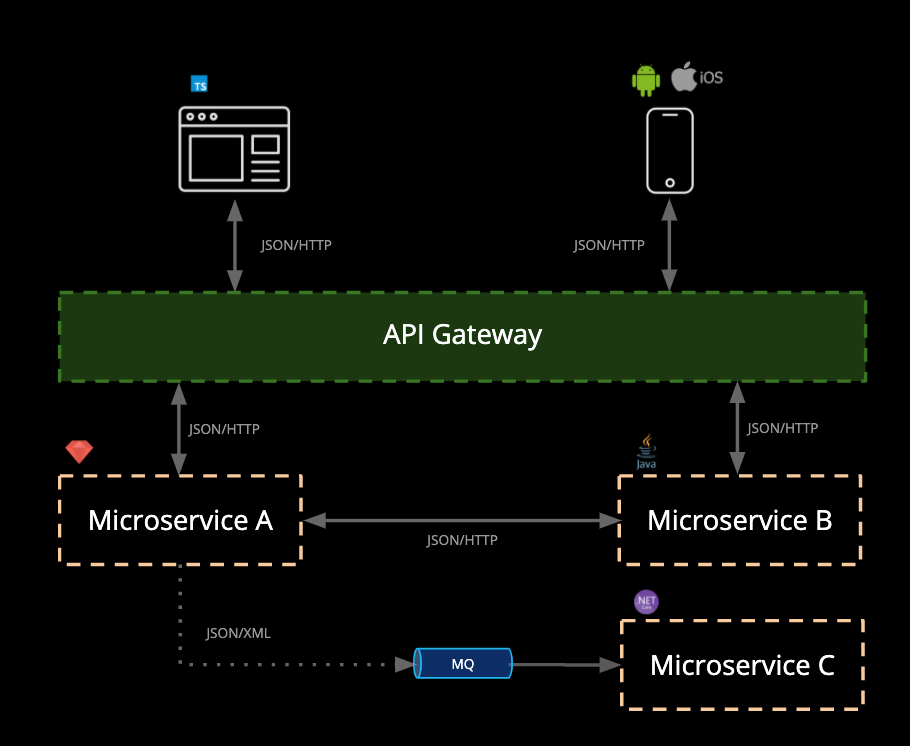 TS
iOS
JSON/HTTP
JSON/HTTP
API Gateway
JSON/HTTP
JSON/HTTP
Java
Microservice A
Microservice B
JSON/HTTP
NET
Core
JSON/XML
MQ
Microservice C